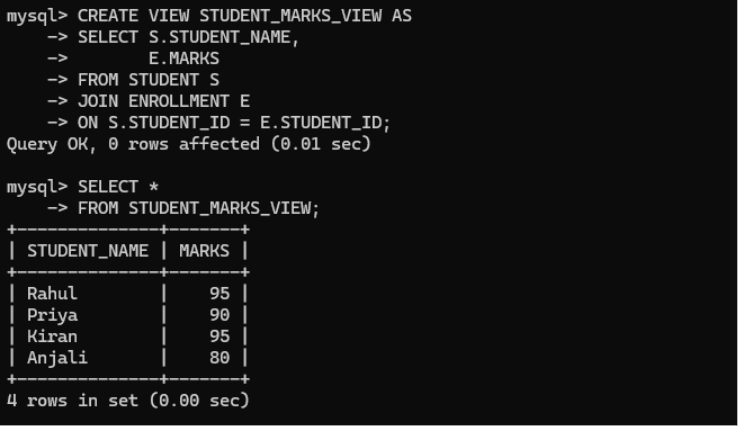 mysql> CREATE VIEW STUDENT_MARKS_VIEW AS
    -> SELECT S.STUDENT_NAME,
    ->        E.MARKS
    -> FROM STUDENT S
    -> JOIN ENROLLMENT E
    -> ON S.STUDENT_ID = E.STUDENT_ID;
Query OK, 0 rows affected (0.01 sec)

mysql> SELECT *
    -> FROM STUDENT_MARKS_VIEW;
+--------------+-------+
| STUDENT_NAME | MARKS |
+--------------+-------+
| Rahul        |    95 |
| Priya        |    90 |
| Kiran        |    95 |
| Anjali       |    80 |
+--------------+-------+
4 rows in set (0.00 sec)